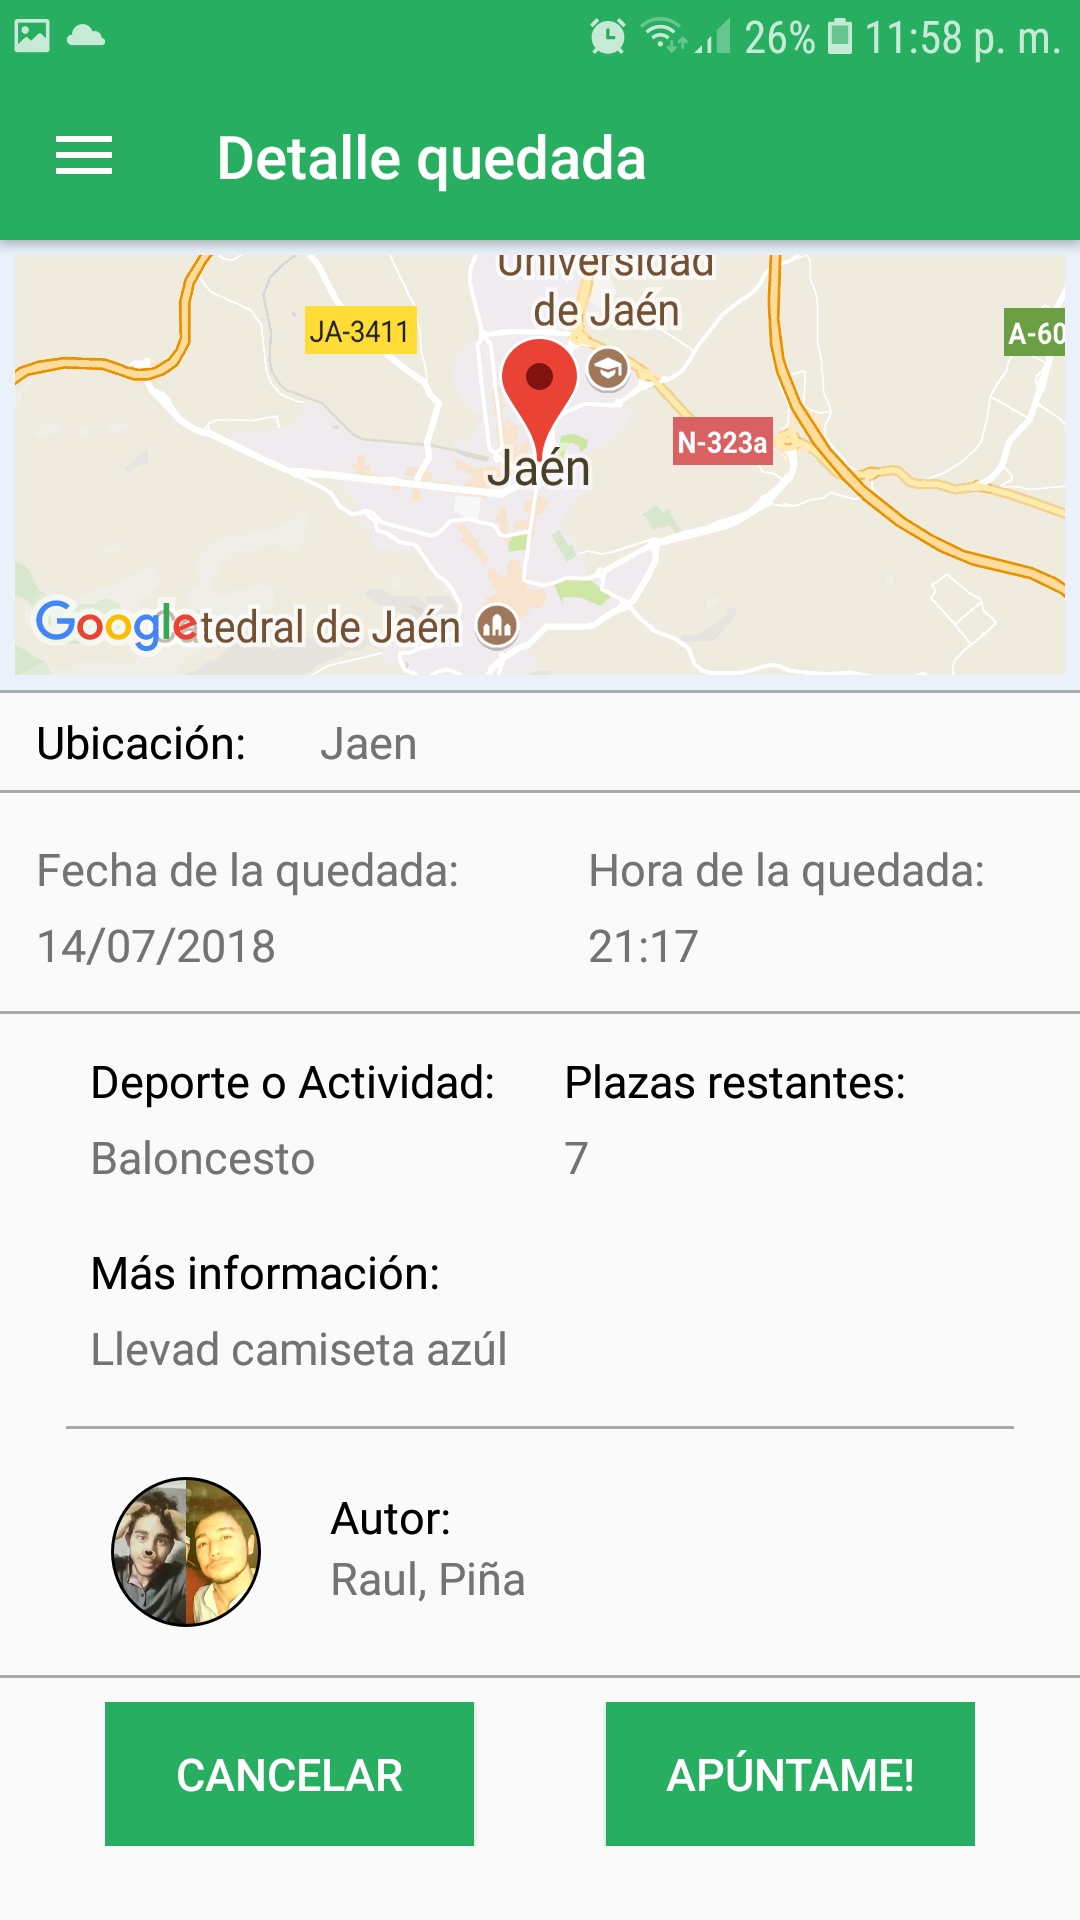 26% 11:58 p. m.
Detalle quedada
Universidad
de Jaén
JA-3411
A-60
N-323a
Jaén
Google
tedral de Jaén
Ubicación: Jaen
Fecha de la quedada: Hora de la quedada:
14/07/2018 21:17
Deporte o Actividad: Plazas restantes:
Baloncesto 7
Más información:
Llevad camiseta azúl
Autor:
Raul, Piña
CANCELAR APÚNTAME!